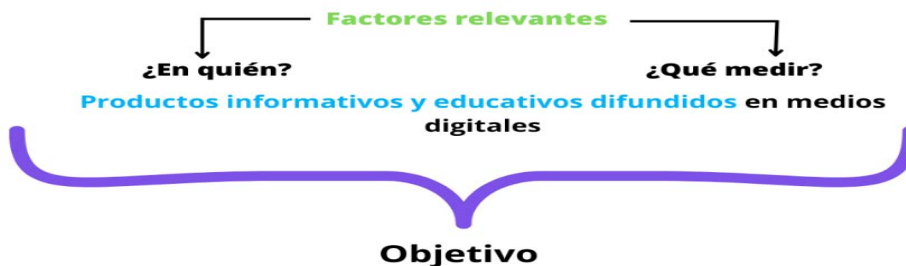 Factores relevantes
¿En quién? ¿Qué medir?
Productos informativos y educativos difundidos en medios
digitales
Objetivo